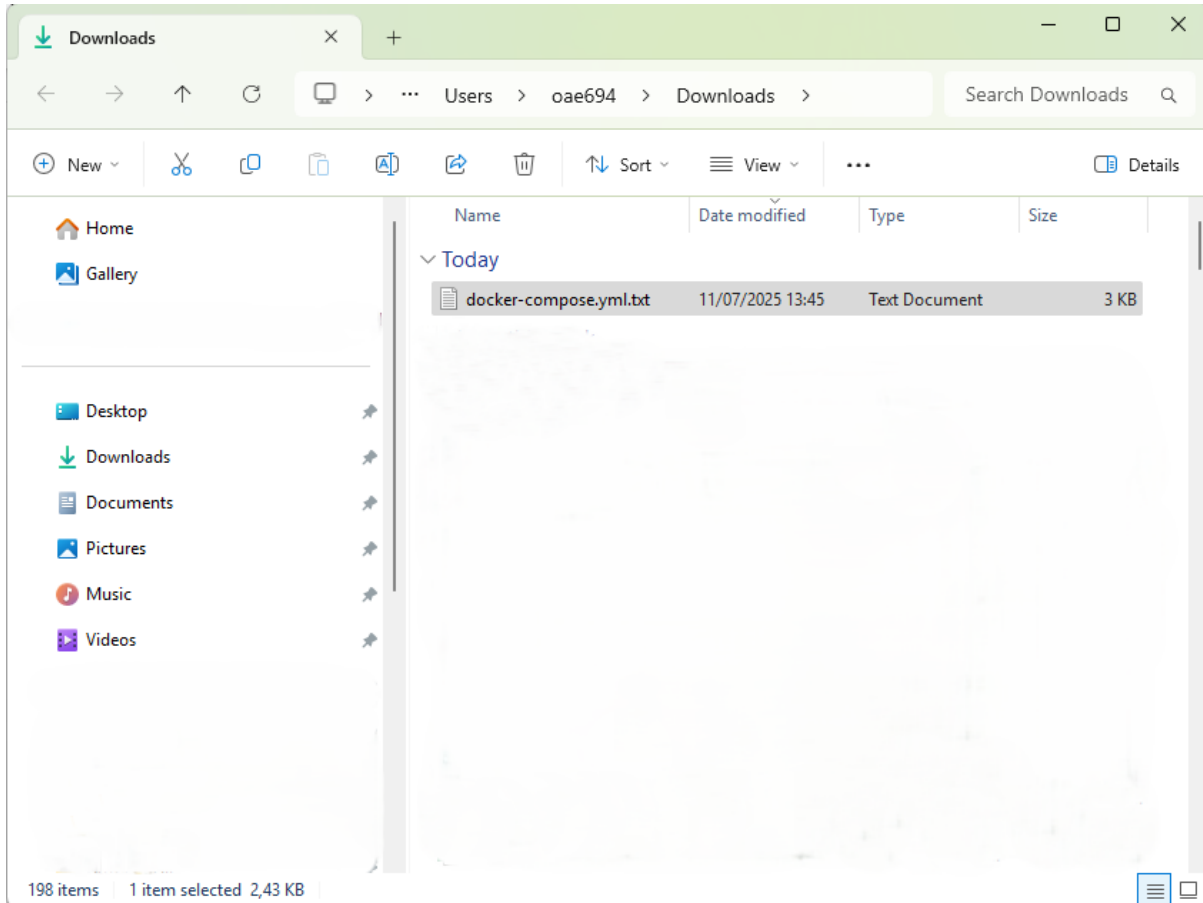 Downloads
Users > oae694 > Downloads >
Search Downloads
New
Sort
View
Details
Home
Gallery
Desktop
Downloads
Documents
Pictures
Music
Videos
Name Date modified Type Size
Today
docker-compose.yml.txt 11/07/2025 13:45 Text Document 3 KB
198 items 1 item selected 2,43 KB